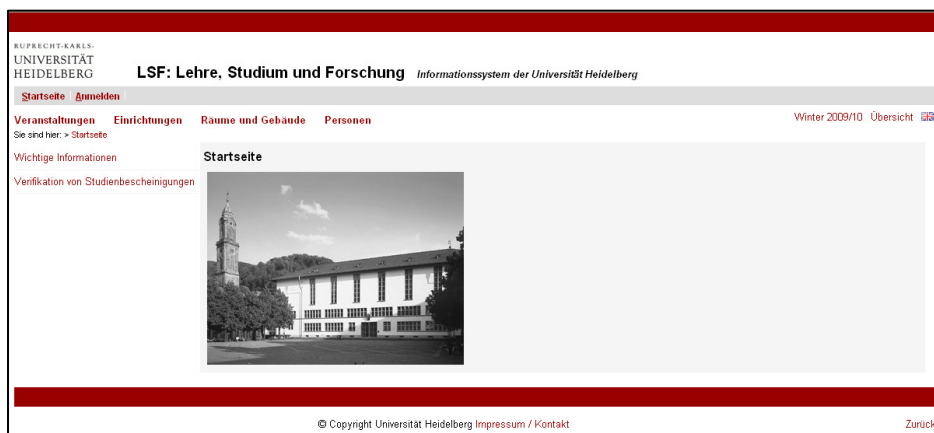 RUPRECHT-KARLS-
UNIVERSITÄT
HEIDELBERG
LSF: Lehre, Studium und Forschung Informationssystem der Universität Heidelberg
Startseite Anmelden
Veranstaltungen Einrichtungen Räume und Gebäude Personen Winter 2009/10 Übersicht
Sie sind hier: > Startseite
Wichtige Informationen
Startseite
Verifikation von Studienbescheinigungen
© Copyright Universität Heidelberg Impressum / Kontakt Zurück